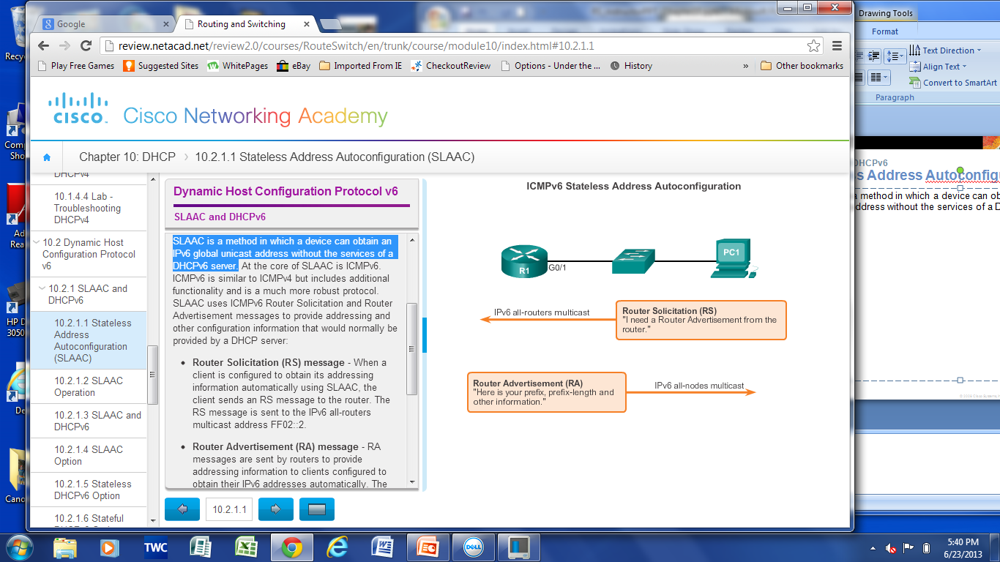 Google
Routing and Switching
review.netacad.net/review2.0/courses/RouteSwitch/en/trunk/course/module10/index.html#10.2.1.1
Play Free Games
Suggested Sites
WhitePages
eBay
Imported From IE
CheckoutReview
Options - Under the ...
History
»
Other bookmarks
CISCO
Cisco Networking Academy
Chapter 10: DHCP
10.2.1.1 Stateless Address Autoconfiguration (SLAAC)
DHCPv4
10.1.4.4 Lab -
Troubleshooting
DHCPv4
10.2 Dynamic Host
Configuration Protocol
v6
10.2.1 SLAAC and
DHCPv6
10.2.1.1 Stateless
Address
Autoconfiguration
(SLAAC)
10.2.1.2 SLAAC
Operation
10.2.1.3 SLAAC and
DHCPv6
10.2.1.4 SLAAC
Option
10.2.1.5 Stateless
DHCPv6 Option
10.2.1.6 Stateful
Dynamic Host Configuration Protocol v6
SLAAC and DHCPv6
SLAAC is a method in which a device can obtain an
IPv6 global unicast address without the services of a
DHCPv6 server. At the core of SLAAC is ICMPv6.
ICMPv6 is similar to ICMPv4 but includes additional
functionality and is a much more robust protocol.
SLAAC uses ICMPv6 Router Solicitation and Router
Advertisement messages to provide addressing and
other configuration information that would normally be
provided by a DHCP server:
• Router Solicitation (RS) message - When a
client is configured to obtain its addressing
information automatically using SLAAC, the
client sends an RS message to the router. The
RS message is sent to the IPv6 all-routers
multicast address FF02::2.
• Router Advertisement (RA) message - RA
messages are sent by routers to provide
addressing information to clients configured to
obtain their IPv6 addresses automatically. The
10.2.1.1
ICMPv6 Stateless Address Autoconfiguration
R1
G0/1
PC1
IPv6 all-routers multicast
Router Solicitation (RS)
"I need a Router Advertisement from the
router."
Router Advertisement (RA)
"Here is your prefix, prefix-length and
other information."
IPv6 all-nodes multicast
Drawing Tools
Format
Text Direction
Align Text
Convert to SmartArt
Paragraph
DHCPv6
s Address Autoconfig
a method in which a device can ob
ddress without the services of a D
Recyc
Comp
Sho
Ad
Rea
HP D
3050
De
Cano
TWC
DELL
5:40 PM
6/23/2013